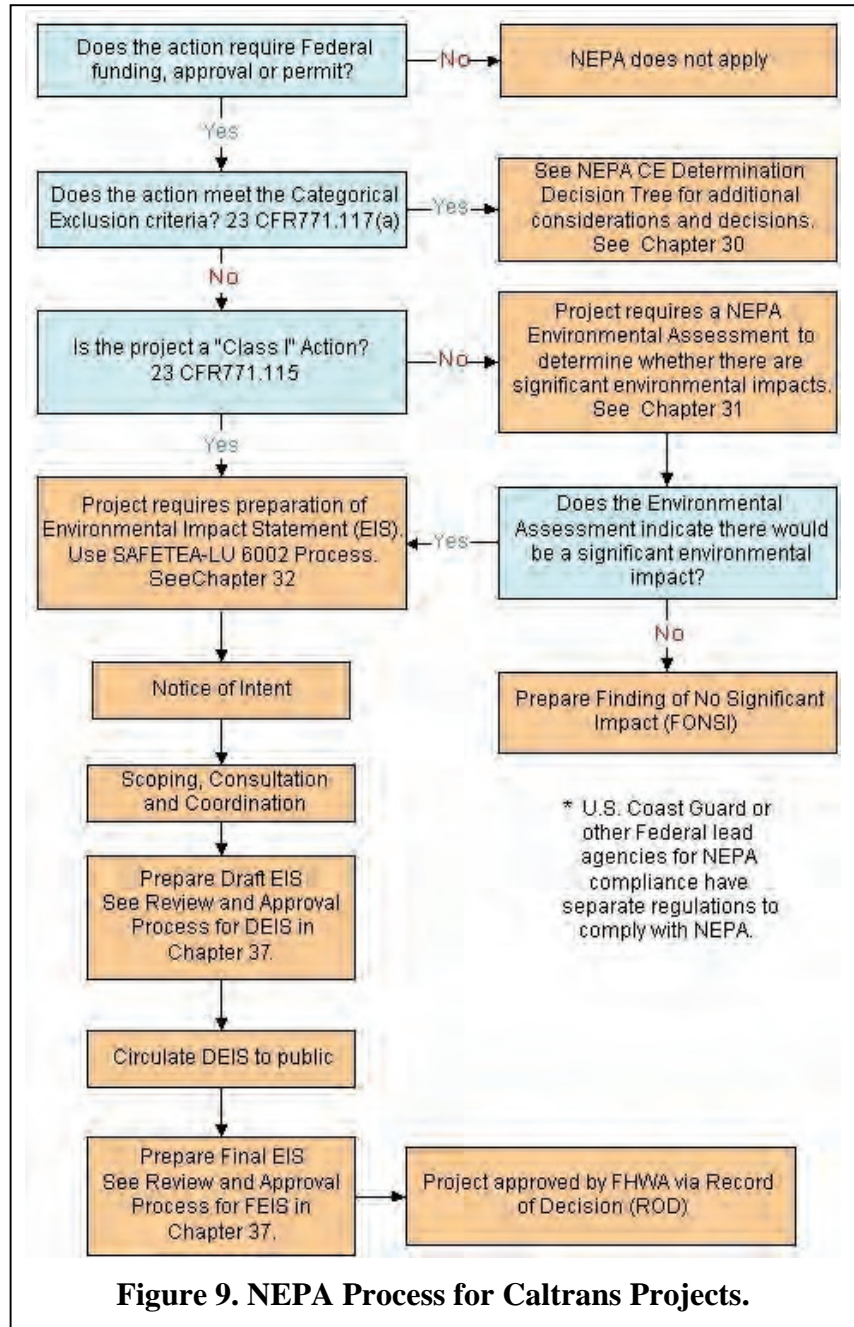 Does the action require Federal
funding, approval or permit?
No
NEPA does not apply
Yes
Does the action meet the Categorical
Exclusion criteria? 23 CFR771.117(a)
Yes
See NEPA CE Determination
Decision Tree for additional
considerations and decisions.
See Chapter 30
No
Is the project a "Class I" Action?
23 CFR771.115
No
Project requires a NEPA
Environmental Assessment to
determine whether there are
significant environmental impacts.
See Chapter 31
Yes
Project requires preparation of
Environmental Impact Statement (EIS).
Use SAFETEA-LU 6002 Process.
SeeChapter 32
Yes
Does the Environmental
Assessment indicate there would
be a significant environmental
impact?
No
Notice of Intent
Prepare Finding of No Significant
Impact (FONSI)
Scoping, Consultation
and Coordination
* U.S. Coast Guard or
other Federal lead
agencies for NEPA
compliance have
separate regulations to
comply with NEPA.
Prepare Draft EIS
See Review and Approval
Process for DEIS in
Chapter 37.
Circulate DEIS to public
Prepare Final EIS
See Review and Approval
Process for FEIS in
Chapter 37.
Project approved by FHWA via Record
of Decision (ROD)
Figure 9. NEPA Process for Caltrans Projects.